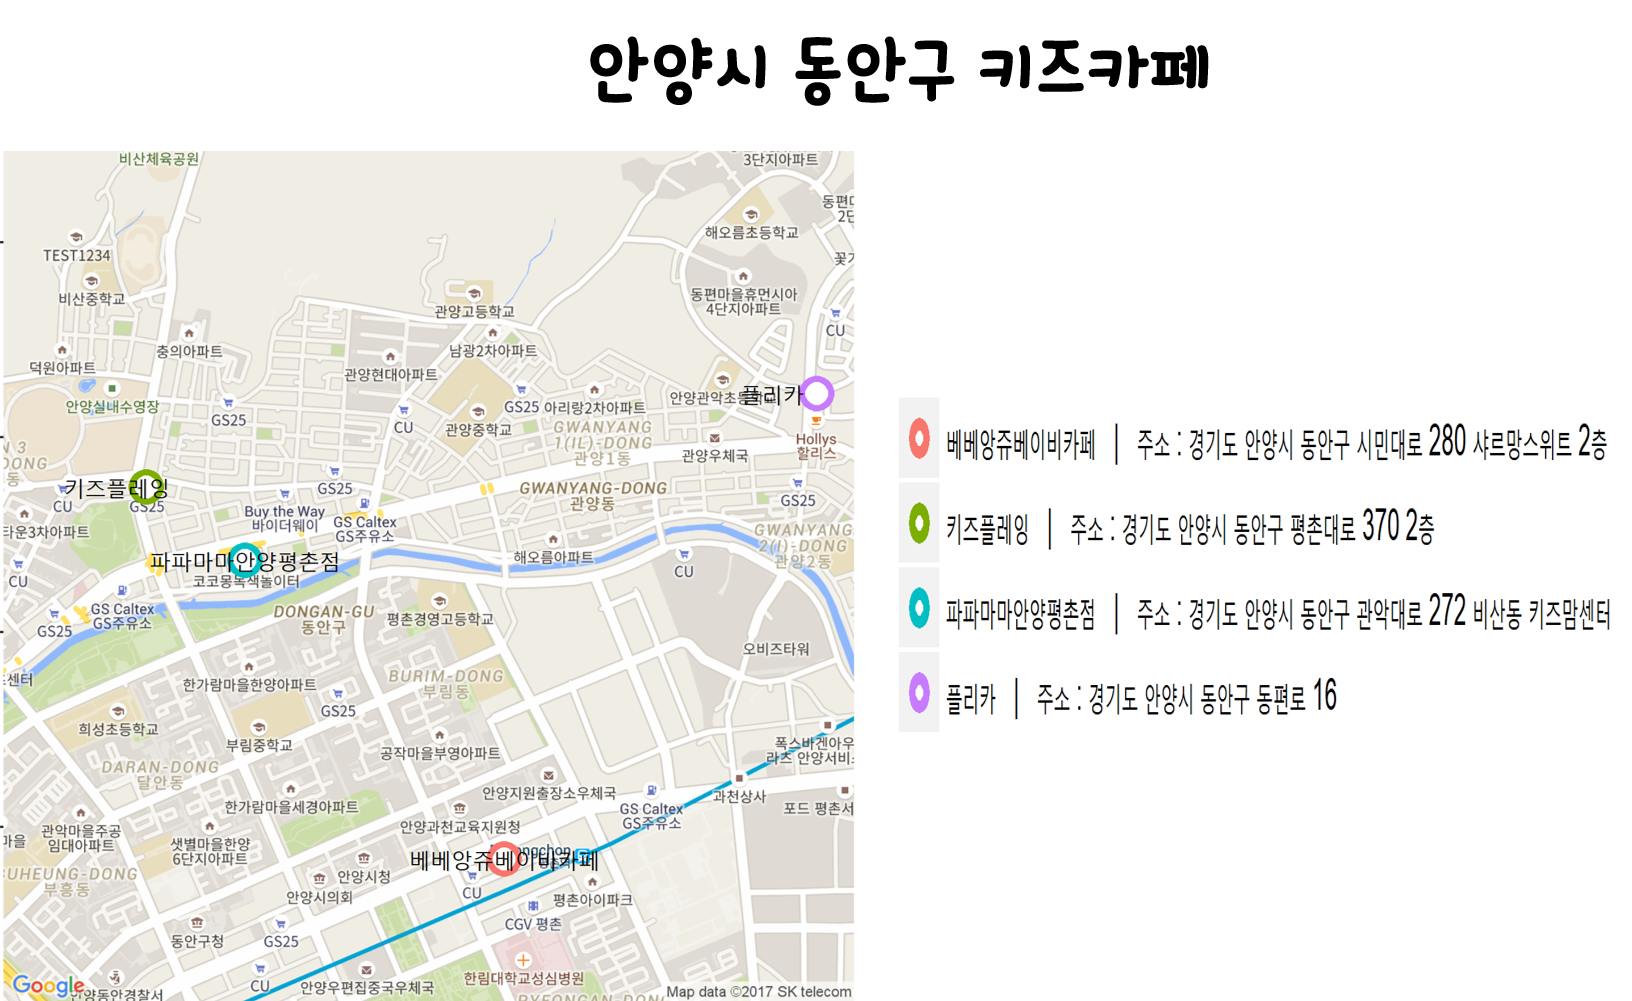 안양시 동안구 키즈카페
비산체육공원
3단지아파트
해오름초등학교
TEST1234
비산중학교
동편마을휴먼시아
4단지아파트
관양고등학교
CU
충의아파트
남광2차아파트
덕원아파트
관양현대아파트
안양관악초등학교
플리카
안양실내수영장
GS25
GS25
아리랑2차아파트
CU
관양중학교
GWANYANG
1(IL)-DONG
관양1동
Hollys
할리스
관양우체국
키즈플레잉
GS25
GS25
CU
GS25
GWANYANG-DONG
관양동
Buy the Way
바이더웨이
GS Caltex
GS주유소
타운3차아파트
GWANYANG
2(I)-DONG
관양2동
파파마마안양평촌점
코코몽녹색놀이터
해오름아파트
CU
CU
GS Caltex
GS주유소
GS25
DONGAN-GU
동안구
평촌경영고등학교
오비즈타워
BURIM-DONG
부림동
한가람마을한양아파트
GS25
희성초등학교
부림중학교
공작마을부영아파트
폭스바겐아우
라츠 안양서비스
DARAN-DONG
달안동
안양지원출장소우체국
과천상사
한가람마을세경아파트
GS Caltex
GS주유소
포드 평촌서
안양과천교육지원청
관악마을주공
임대아파트
샛별마을한양
6단지아파트
베베앙쥬베이비카페
안양시청
BUHEUNG-DONG
부흥동
안양시의회
CU
평촌아이파크
CGV 평촌
동안구청
GS25
한림대학교성심병원
CU
안양우편집중국우체국
안양동안경찰서
Google
Map data ©2017 SK telecom
베베앙쥬베이비카페 | 주소 : 경기도 안양시 동안구 시민대로 280 샤르망스위트 2층
키즈플레잉 | 주소 : 경기도 안양시 동안구 평촌대로 370 2층
파파마마안양평촌점 | 주소 : 경기도 안양시 동안구 관악대로 272 비산동 키즈맘센터
플리카 | 주소 : 경기도 안양시 동안구 동편로 16